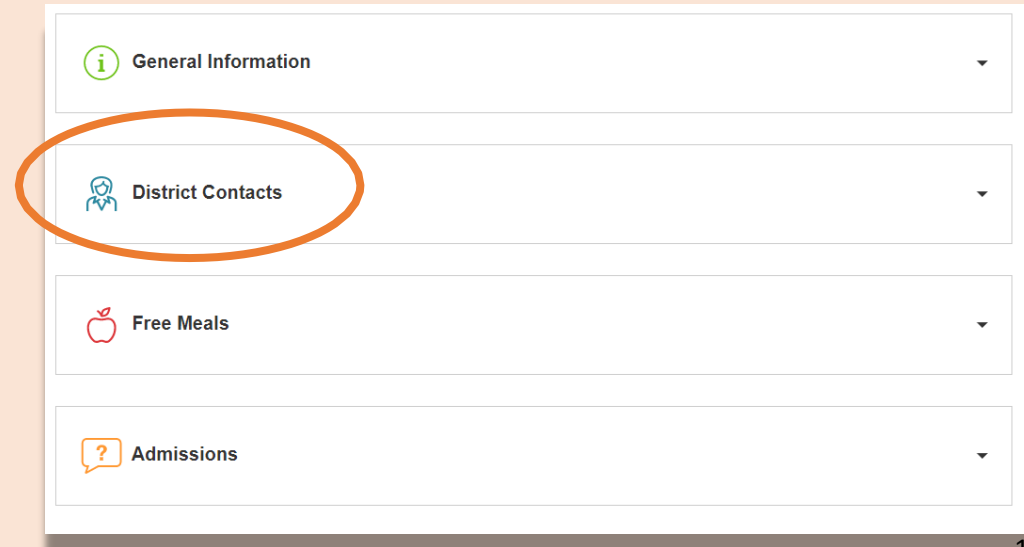 General Information
District Contacts
Free Meals
?
Admissions